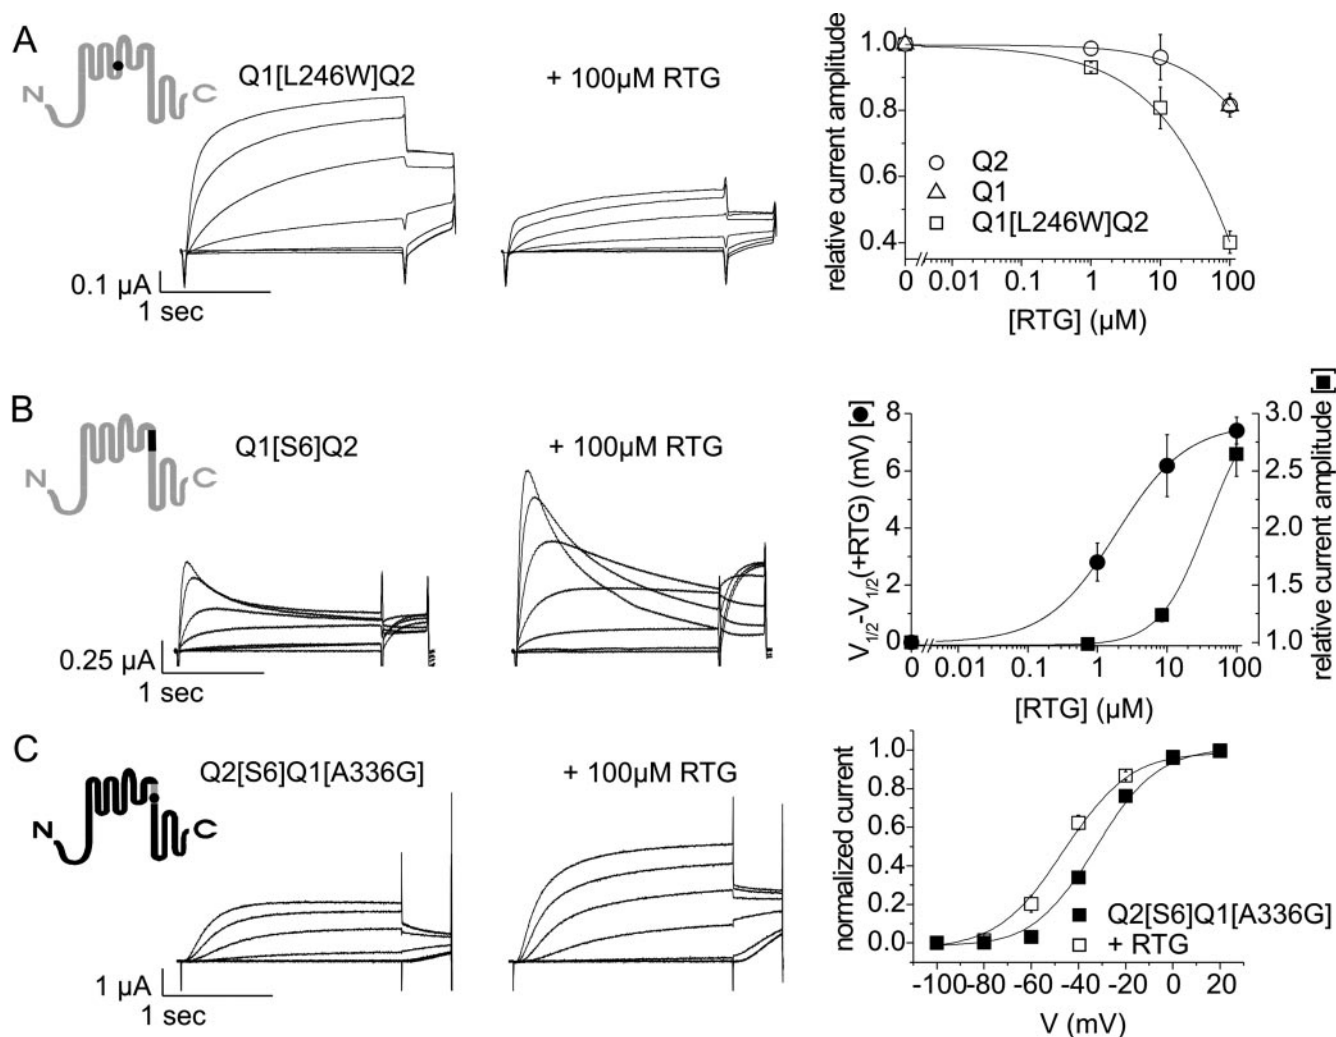 A
Q1[L246W]Q2
+ 100µM RTG
N
C
0.1 µA
1 sec
relative current amplitude
1.0
0.8
0.6
0.4
Q2
Q1
Q1[L246W]Q2
0 0.01 0.1 1 10 100
[RTG] (µM)
B
Q1[S6]Q2
+ 100µM RTG
N
C
0.25 µA
1 sec
V1/2-V1/2(+RTG) (mV) [●]
8
6
4
2
0
relative current amplitude [■]
3.0
2.5
2.0
1.5
1.0
0 0.01 0.1 1 10 100
[RTG] (µM)
C
Q2[S6]Q1[A336G]
+ 100µM RTG
N
C
1 µA
1 sec
normalized current
1.0
0.8
0.6
0.4
0.2
0.0
Q2[S6]Q1[A336G]
+ RTG
-100 -80 -60 -40 -20 0 20
V (mV)